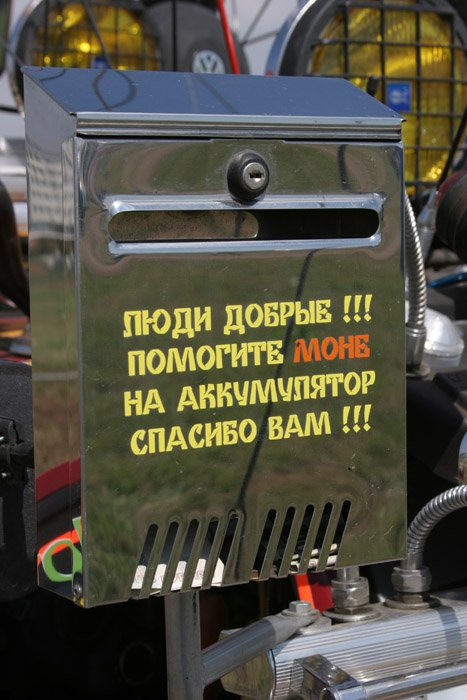 ЛЮДИ ДОБРЫЕ !!!
ПОМОГИТЕ МОНЕ
НА АККУМУЛЯТОР
СПАСИБО ВАМ !!!